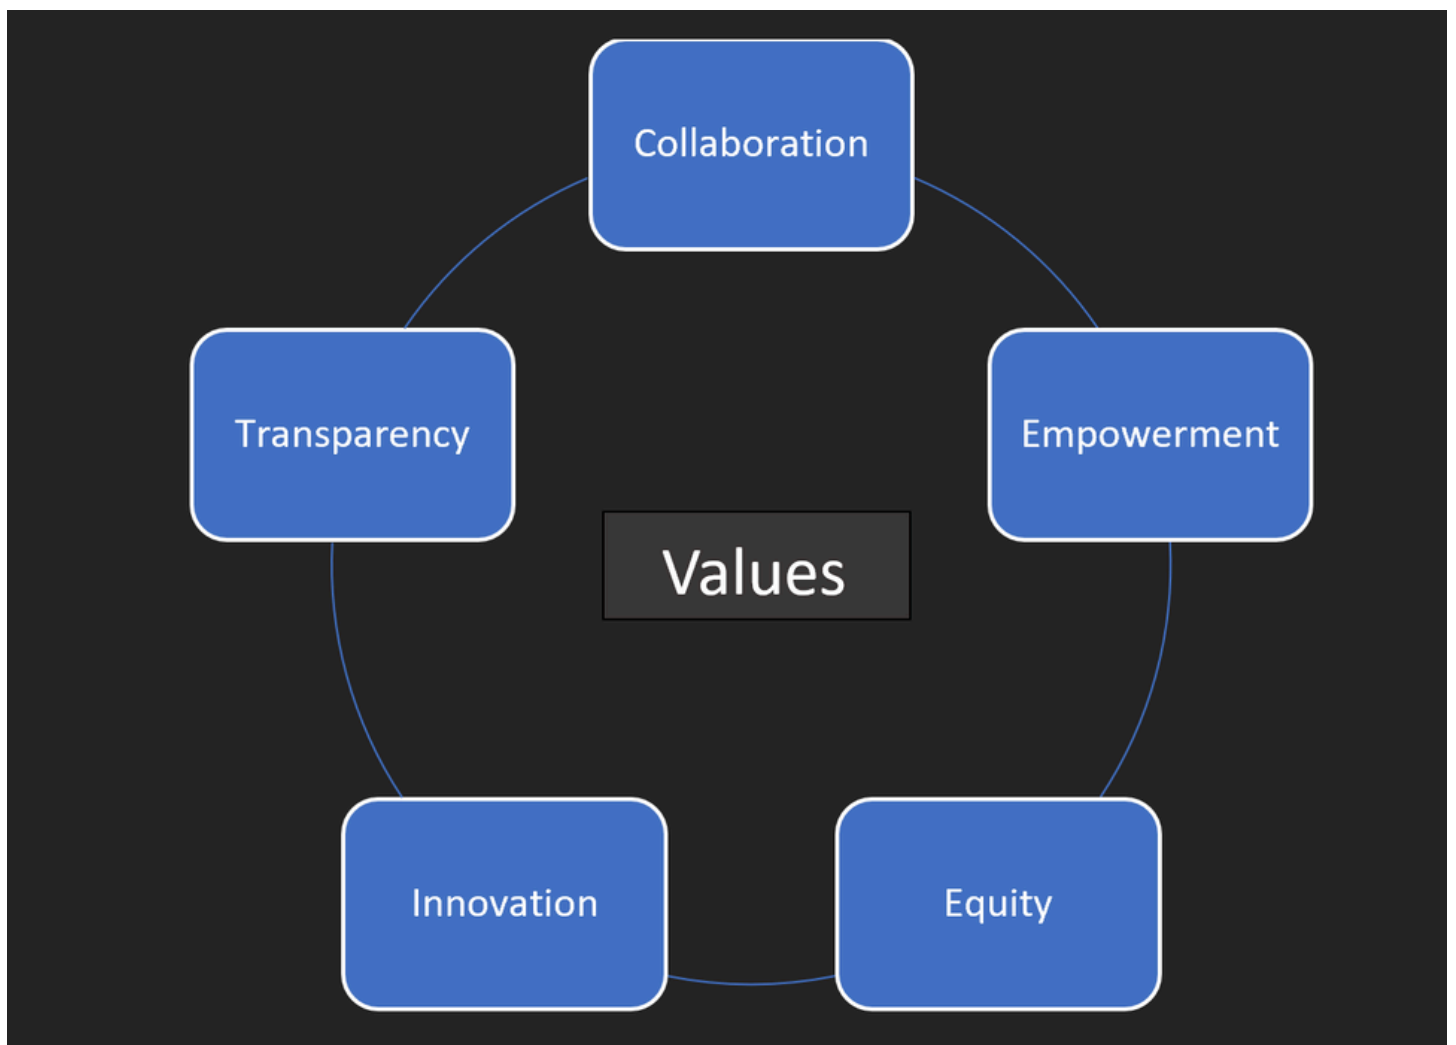 Collaboration
Transparency
Empowerment
Values
Innovation
Equity